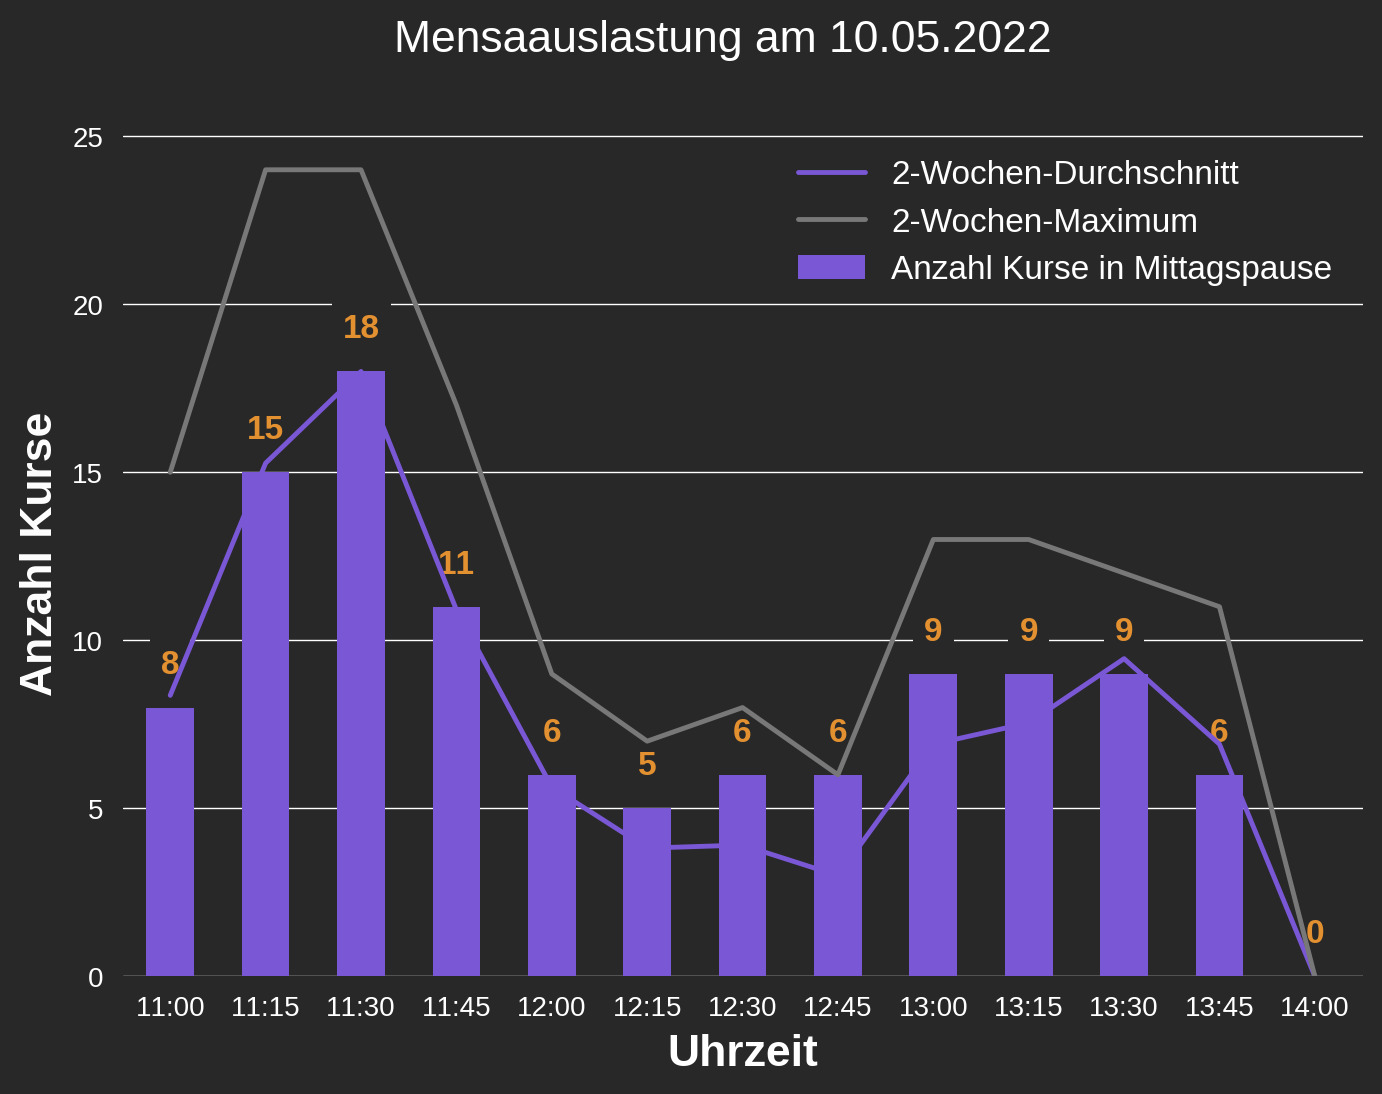 Mensaauslastung am 10.05.2022
25
2-Wochen-Durchschnitt
2-Wochen-Maximum
Anzahl Kurse in Mittagspause
20
18
15
15
11
10
8
9
9
9
6
5
6
6
6
5
0
0
Anzahl Kurse
11:00 11:15 11:30 11:45 12:00 12:15 12:30 12:45 13:00 13:15 13:30 13:45 14:00
Uhrzeit